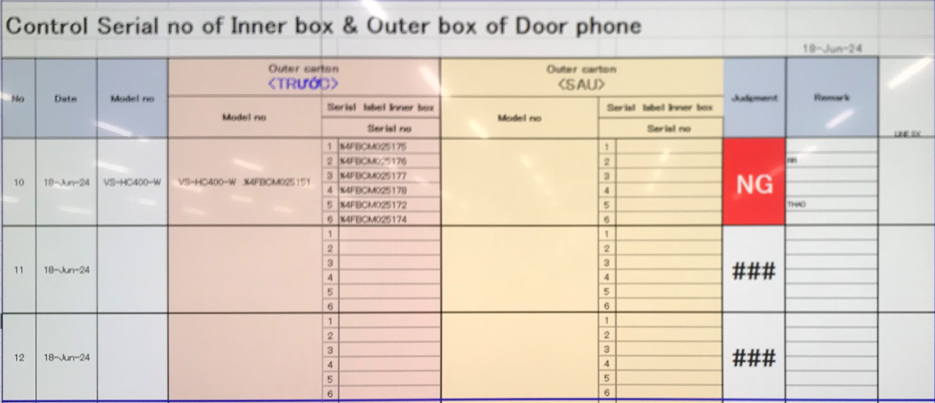 Control Serial no of Inner box & Outer box of Door phone
18-Jun-24
No Date Model no Outer carton <TRƯỚC> Outer carton <SAU> Judgment Remark
Model no Serial label Inner box Model no Serial label Inner box
Serial no Serial no
LINE SX
10 18-Jun-24 VS-HC400-W VS-HC400-W %4FBCM025151 NG
1 %4FBCM025175 1
2 %4FBCM025176 2
3 %4FBCM025177 3
4 %4FBCM025178 4
5 %4FBCM025172 5 THAO
6 %4FBCM025174 6
11 18-Jun-24 ###
1 1
2 2
3 3
4 4
5 5
6 6
12 18-Jun-24 ###
1 1
2 2
3 3
4 4
5 5
6 6